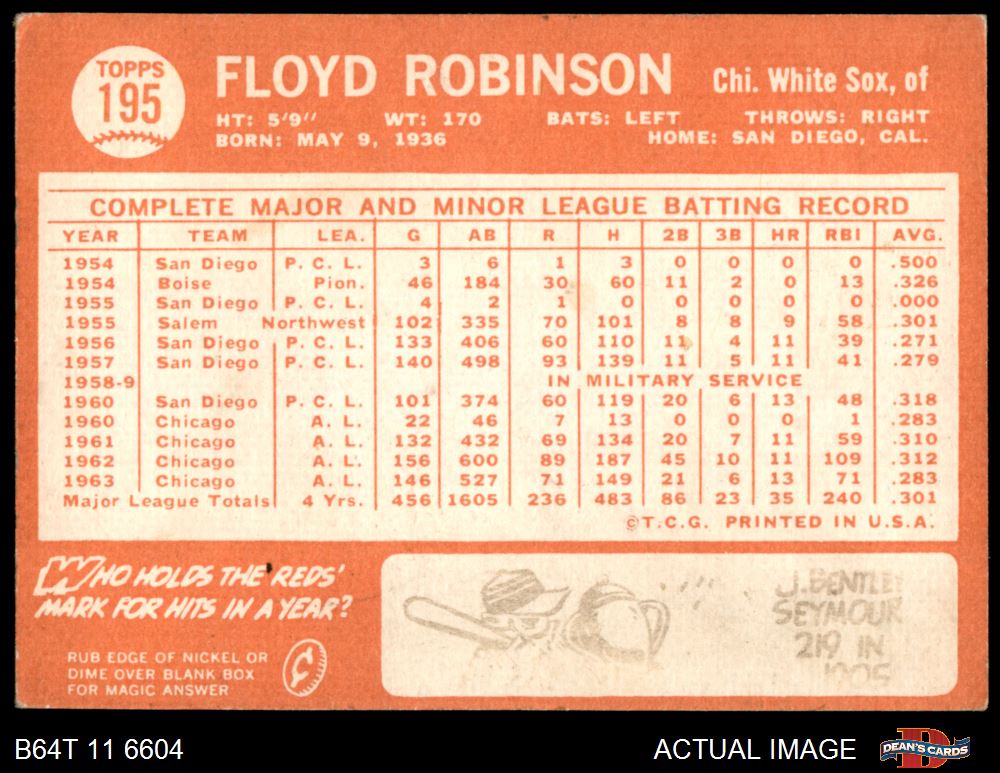 TOPPS
195
FLOYD ROBINSON Chi. White Sox, of
HT: 5'9" WT: 170 BATS: LEFT THROWS: RIGHT
BORN: MAY 9, 1936 HOME: SAN DIEGO, CAL.
COMPLETE MAJOR AND MINOR LEAGUE BATTING RECORD
YEAR TEAM LEA. G AB R H 2B 3B HR RBI AVG.
1954 San Diego P. C. L. 3 6 1 3 0 0 0 0 .500
1954 Boise Pion. 46 184 30 60 11 2 0 13 .326
1955 San Diego P. C. L. 4 2 1 0 0 0 0 0 .000
1955 Salem Northwest 102 335 70 101 8 8 9 58 .301
1956 San Diego P. C. L. 133 406 60 110 11 4 11 39 .271
1957 San Diego P. C. L. 140 498 93 139 11 5 11 41 .279
1958-9 IN MILITARY SERVICE
1960 San Diego P. C. L. 101 374 60 119 20 6 13 48 .318
1960 Chicago A. L. 22 46 7 13 0 0 0 1 .283
1961 Chicago A. L. 132 432 69 134 20 7 11 59 .310
1962 Chicago A. L. 156 600 89 187 45 10 11 109 .312
1963 Chicago A. L. 146 527 71 149 21 6 13 71 .283
Major League Totals 4 Yrs. 456 1605 236 483 86 23 35 240 .301
©T.C.G. PRINTED IN U.S.A.
WHO HOLDS THE REDS'
MARK FOR HITS IN A YEAR?
RUB EDGE OF NICKEL OR
DIME OVER BLANK BOX
FOR MAGIC ANSWER
J. BENTLEY
SEYMOUR
219 IN
1905
B64T 11 6604 ACTUAL IMAGE DEAN'S CARDS